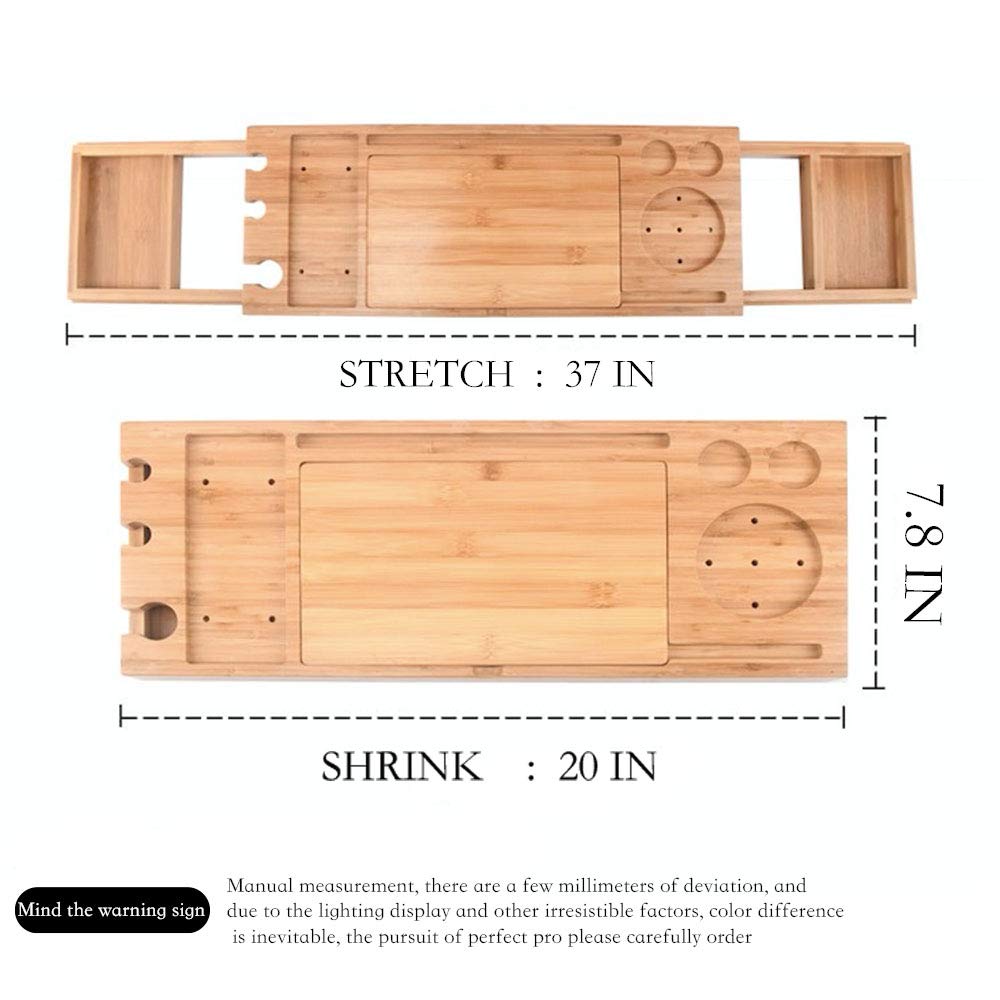 STRETCH : 37 IN
7.8 IN
SHRINK : 20 IN
Mind the warning sign
Manual measurement, there are a few millimeters of deviation, and
due to the lighting display and other irresistible factors, color difference
is inevitable, the pursuit of perfect pro please carefully order